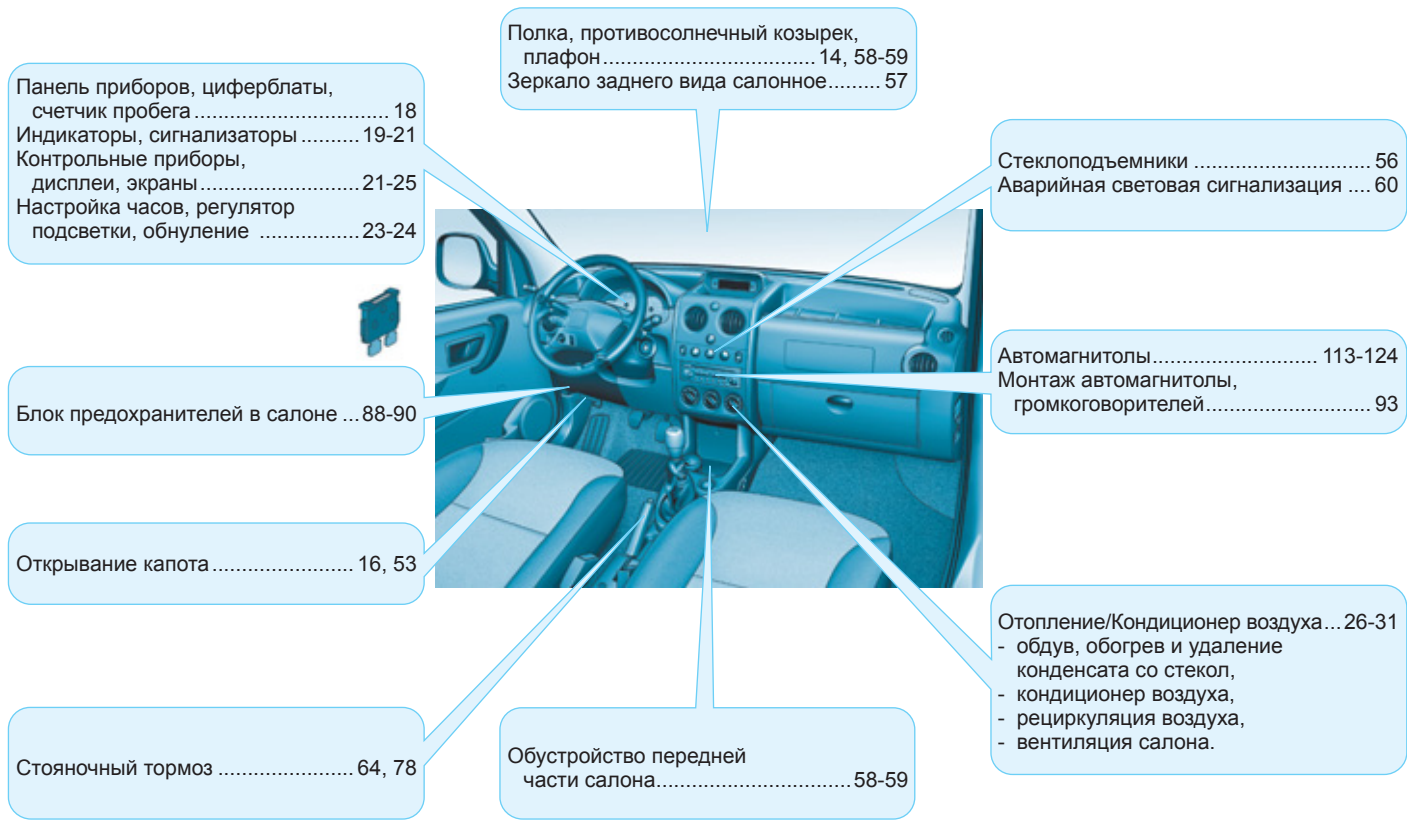 Полка, противосолнечный козырек,
плафон................................... 14, 58-59
Зеркало заднего вида салонное......... 57
Панель приборов, циферблаты,
счетчик пробега................................. 18
Индикаторы, сигнализаторы..........19-21
Контрольные приборы,
дисплеи, экраны...........................21-25
Настройка часов, регулятор
подсветки, обнуление .................23-24
Стеклоподъемники .............................. 56
Аварийная световая сигнализация .... 60
Автомагнитолы............................ 113-124
Монтаж автомагнитолы,
громкоговорителей............................ 93
Блок предохранителей в салоне ...88-90
Открывание капота........................ 16, 53
Отопление/Кондиционер воздуха...26-31
- обдув, обогрев и удаление
конденсата со стекол,
- кондиционер воздуха,
- рециркуляция воздуха,
- вентиляция салона.
Стояночный тормоз ....................... 64, 78
Обустройство передней
части салона.................................58-59